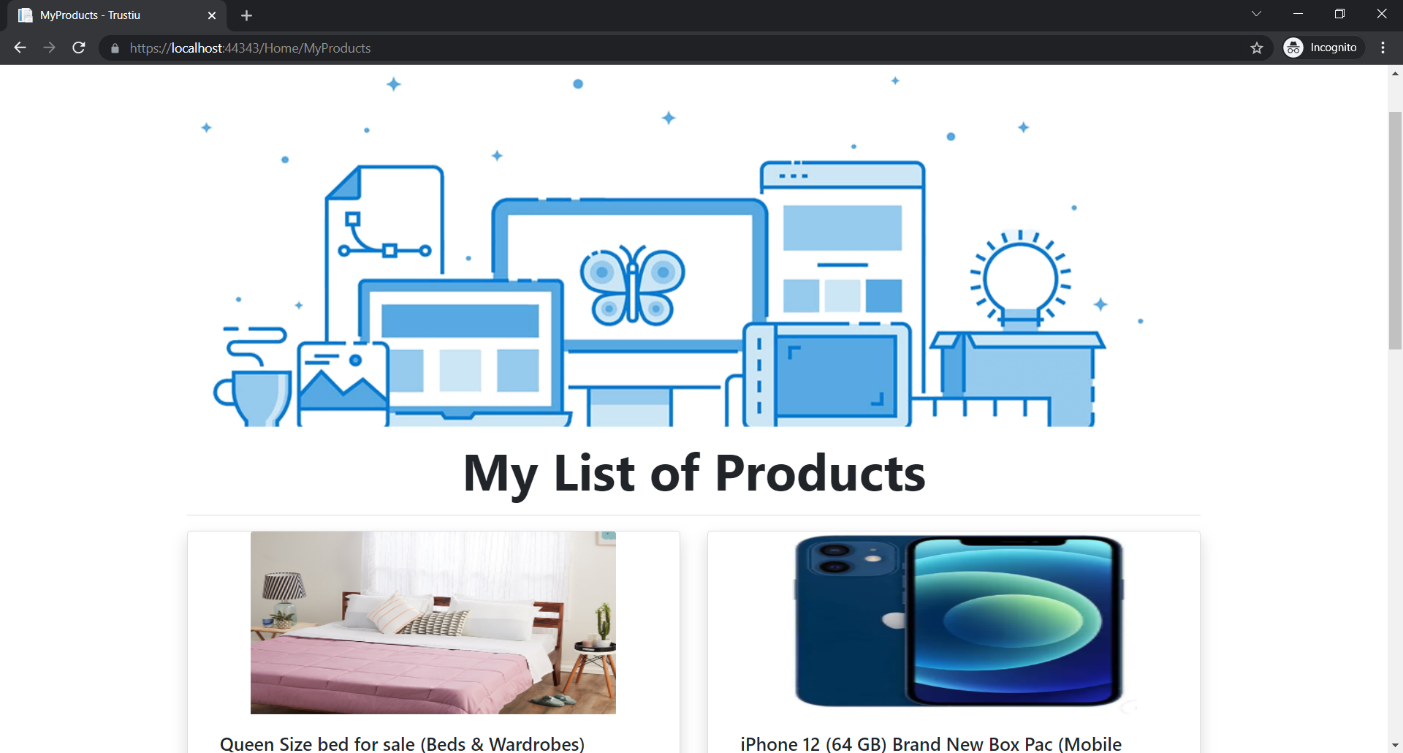 MyProducts - Trustiu
https://localhost:44343/Home/MyProducts
Incognito
My List of Products
Queen Size bed for sale (Beds & Wardrobes)
iPhone 12 (64 GB) Brand New Box Pac (Mobile